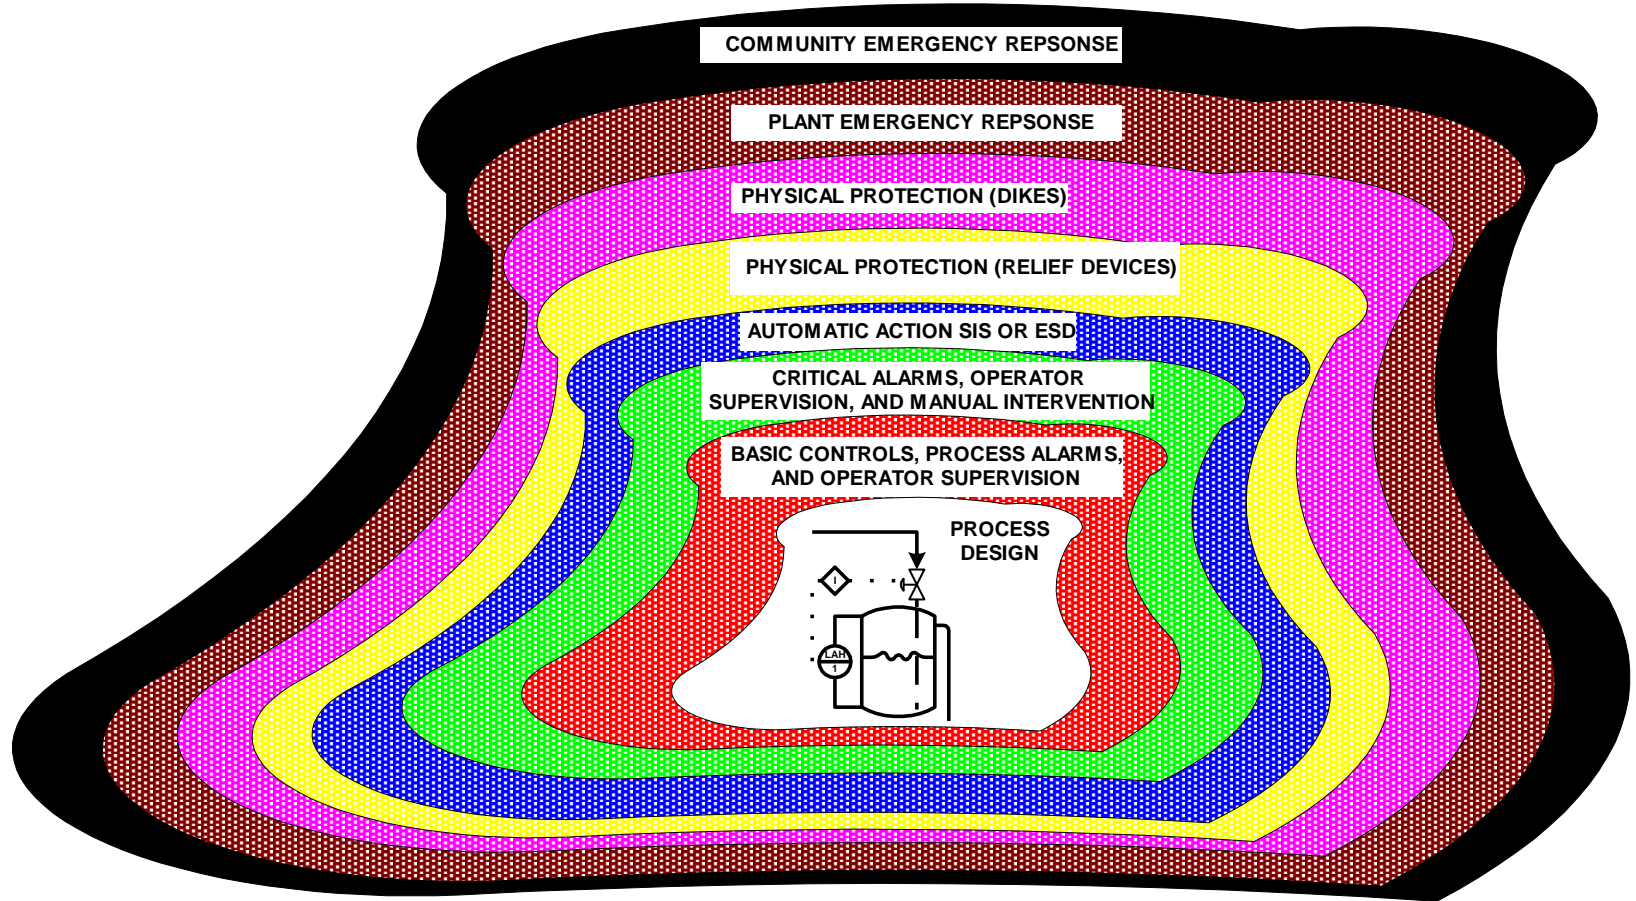 COMMUNITY EMERGENCY REPSONSE
PLANT EMERGENCY REPSONSE
PHYSICAL PROTECTION (DIKES)
PHYSICAL PROTECTION (RELIEF DEVICES)
AUTOMATIC ACTION SIS OR ESD
CRITICAL ALARMS, OPERATOR
SUPERVISION, AND MANUAL INTERVENTION
BASIC CONTROLS, PROCESS ALARMS,
AND OPERATOR SUPERVISION
PROCESS
DESIGN
I
LAH
1